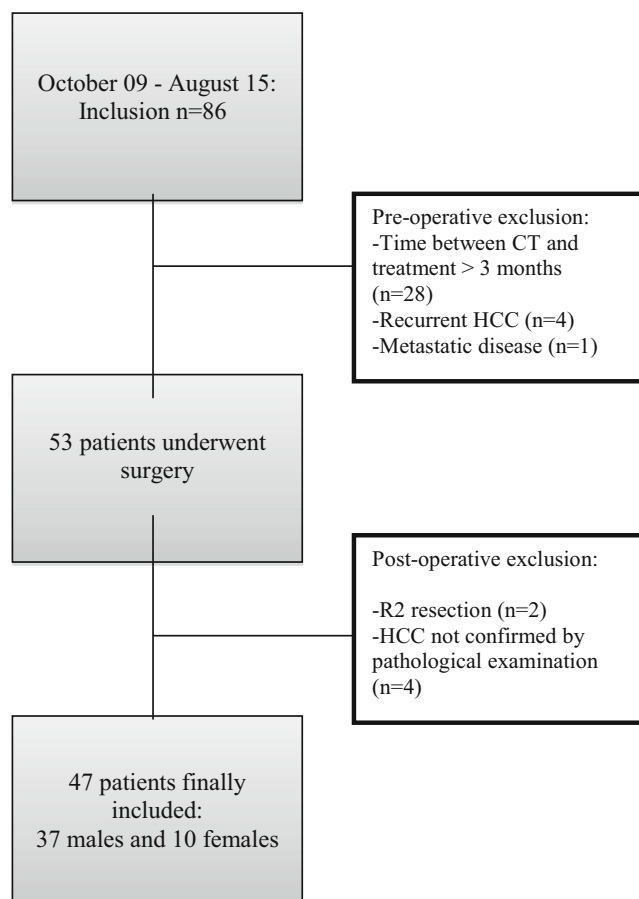 October 09 - August 15:
Inclusion n=86
Pre-operative exclusion:
-Time between CT and
treatment > 3 months
(n=28)
-Recurrent HCC (n=4)
-Metastatic disease (n=1)
53 patients underwent
surgery
Post-operative exclusion:
-R2 resection (n=2)
-HCC not confirmed by
pathological examination
(n=4)
47 patients finally
included:
37 males and 10 females